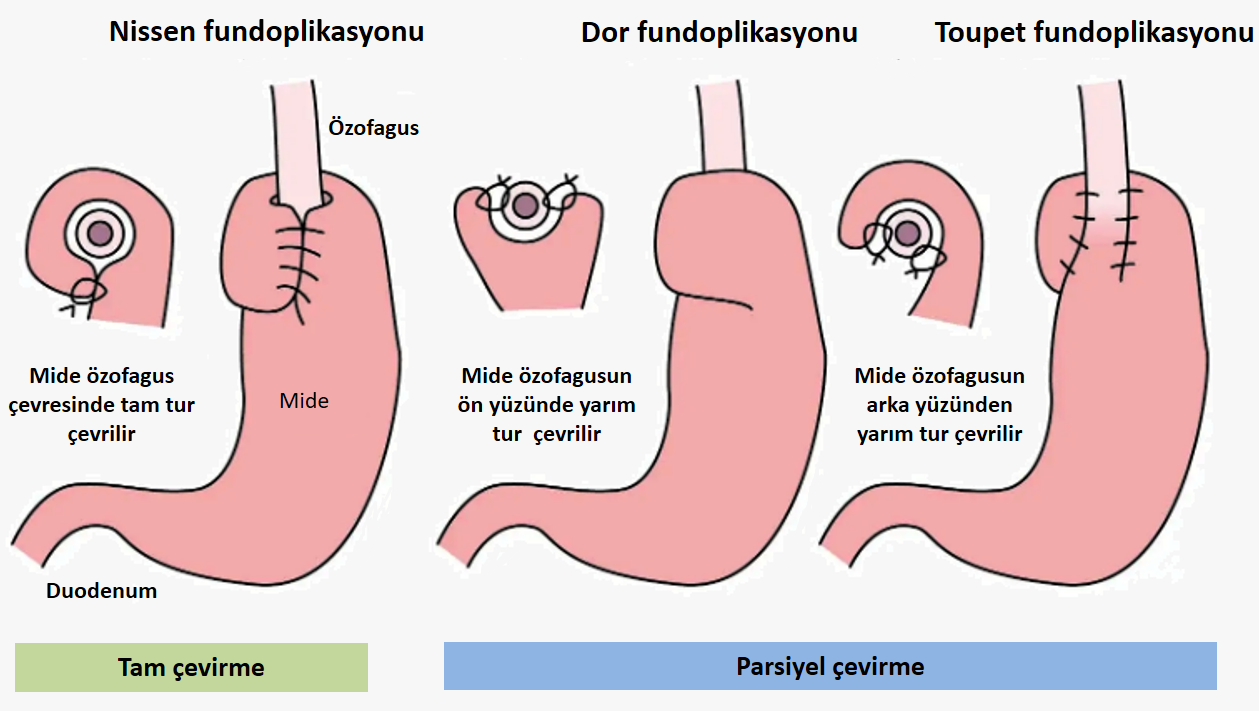 Nissen fundoplikasyonu
Dor fundoplikasyonu
Toupet fundoplikasyonu
Özofagus
Mide özofagus
çevresinde tam tur
çevrilir
Mide
Mide özofagusun
ön yüzünde yarım
tur çevrilir
Mide özofagusun
arka yüzünden
yarım tur çevrilir
Duodenum
Tam çevirme
Parsiyel çevirme